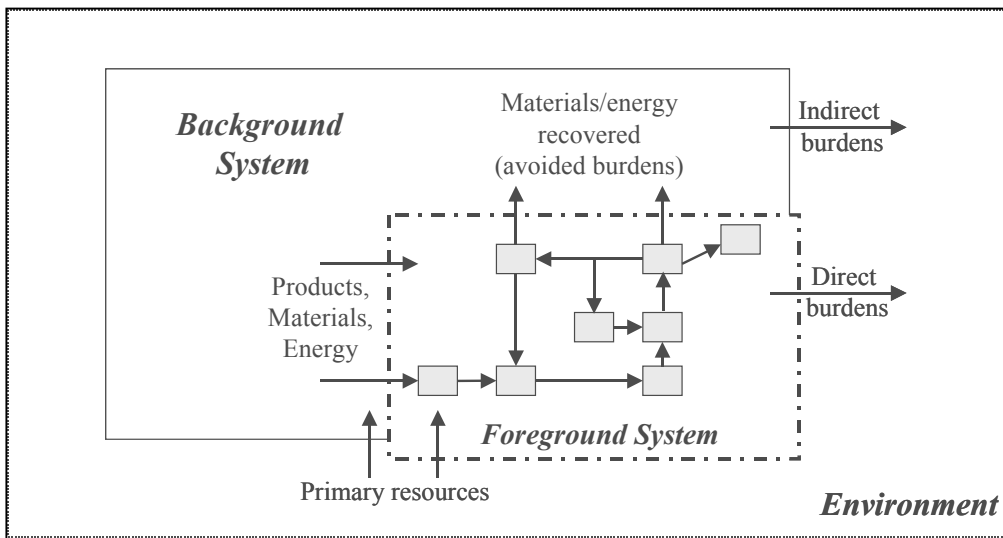 Background
System
Materials/energy
recovered
(avoided burdens)
Indirect
burdens
Products,
Materials,
Energy
Direct
burdens
Foreground System
Primary resources
Environment